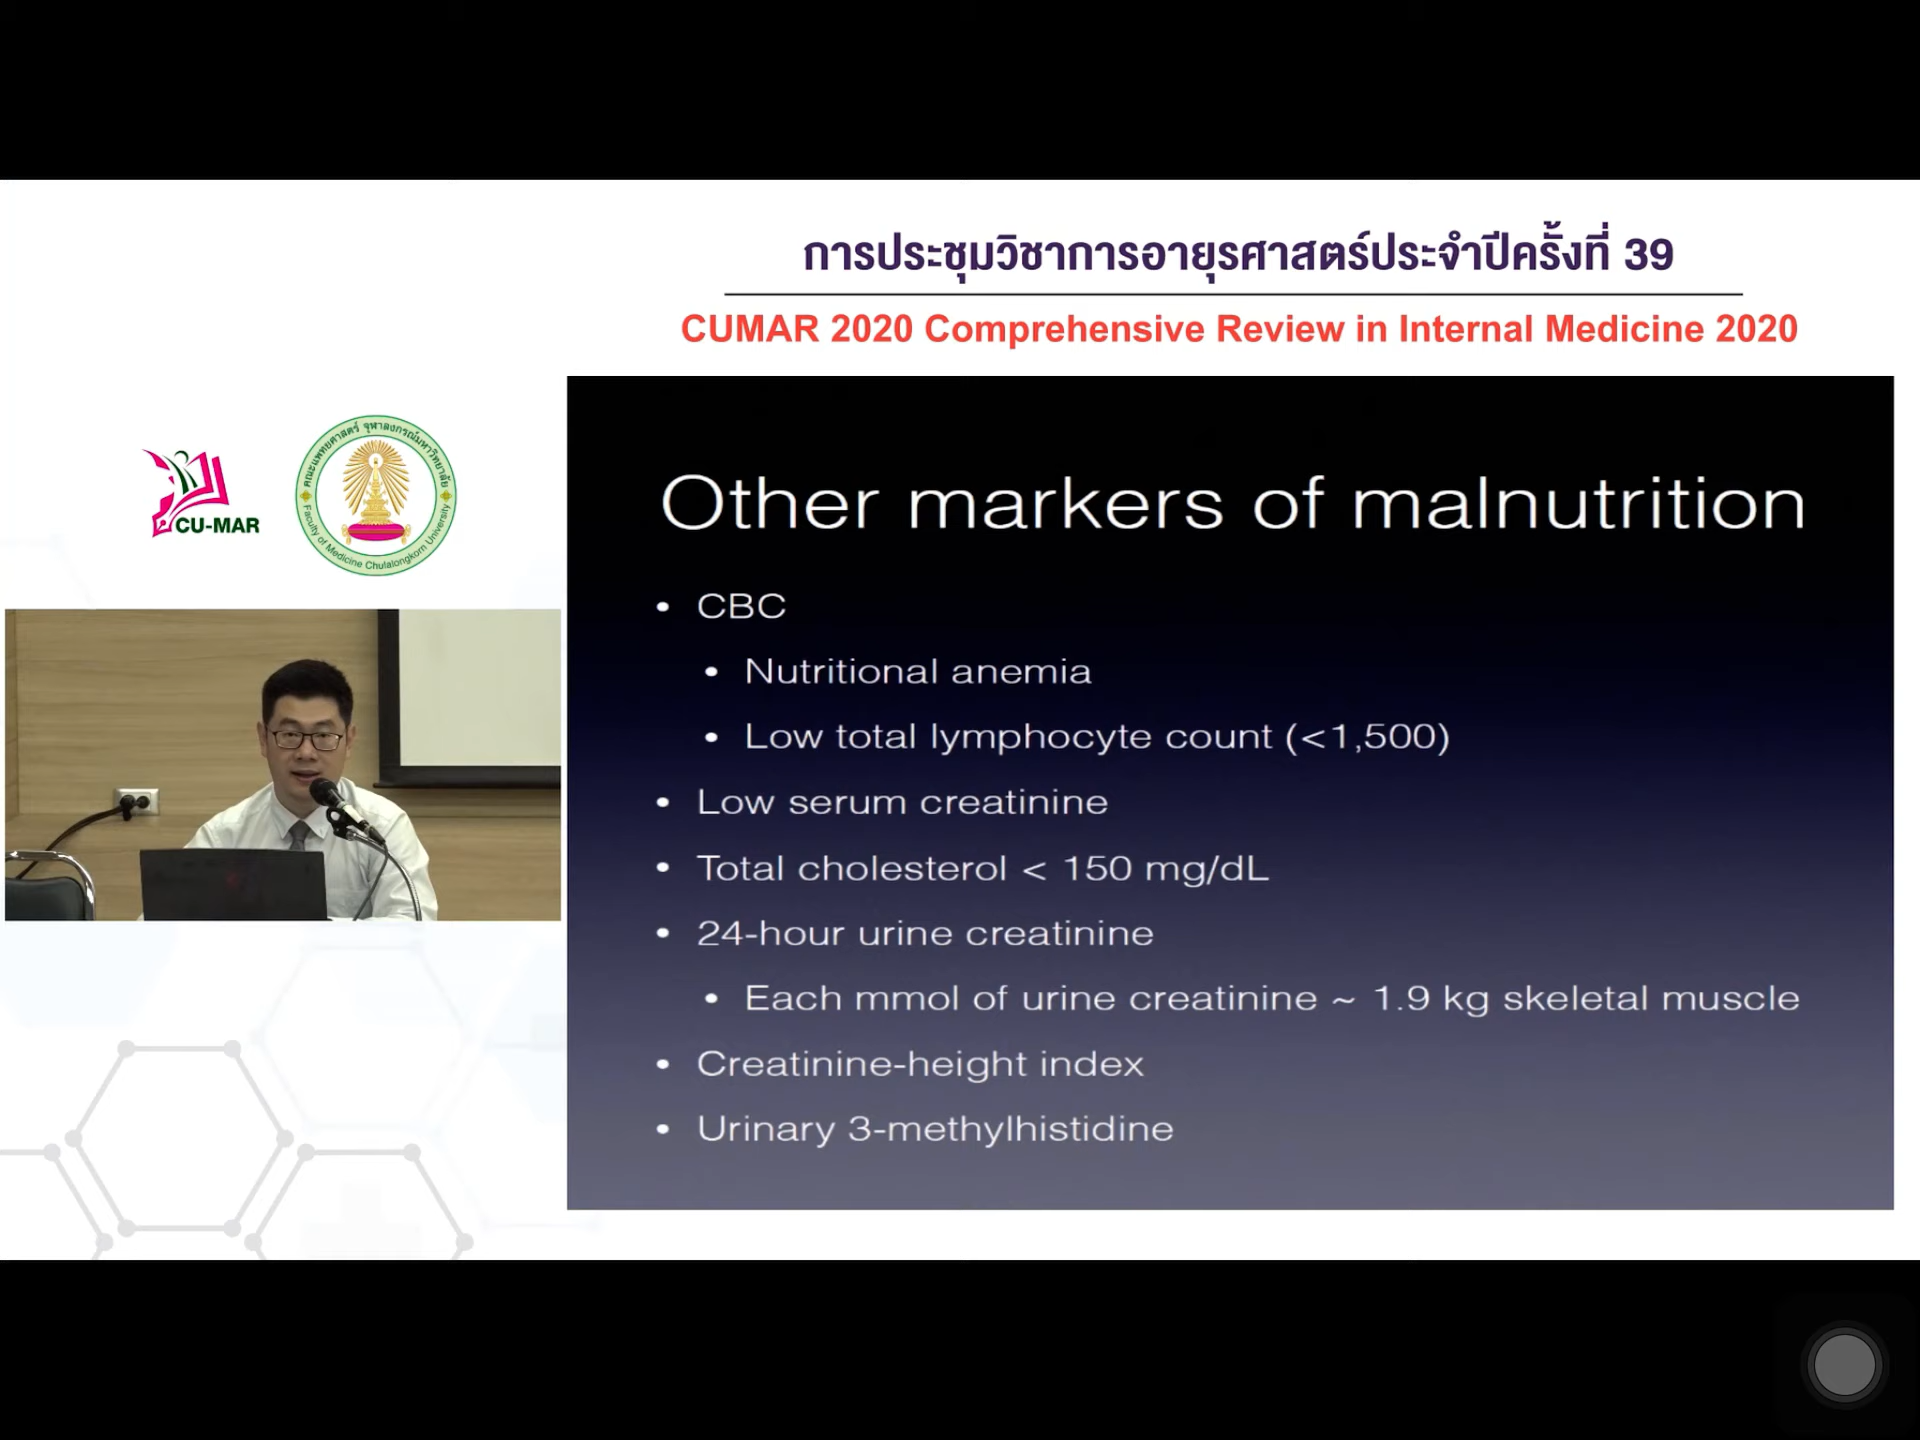 การประชุมวิชาการอายุรศาสตร์ประจำปีครั้งที่ 39
CUMAR 2020 Comprehensive Review in Internal Medicine 2020
CU-MAR
คณะแพทยศาสตร์ จุฬาลงกรณ์มหาวิทยาลัย
Faculty of Medicine Chulalongkorn University
Other markers of malnutrition
• CBC
• Nutritional anemia
• Low total lymphocyte count (<1,500)
• Low serum creatinine
• Total cholesterol < 150 mg/dL
• 24-hour urine creatinine
• Each mmol of urine creatinine ~ 1.9 kg skeletal muscle
• Creatinine-height index
• Urinary 3-methylhistidine